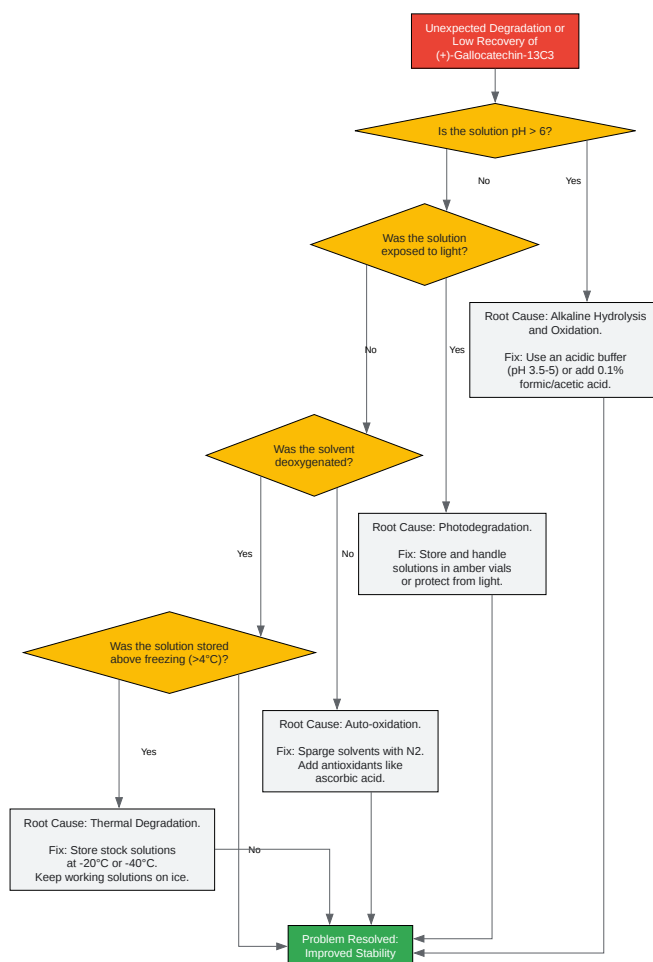 Unexpected Degradation or
Low Recovery of
(+)-Gallocatechin-13C3
Is the solution pH > 6?
No
Yes
Was the solution
exposed to light?
Root Cause: Alkaline Hydrolysis
and Oxidation.
Fix: Use an acidic buffer
(pH 3.5-5) or add 0.1%
formic/acetic acid.
No
Yes
Was the solvent
deoxygenated?
Root Cause: Photodegradation.
Fix: Store and handle
solutions in amber vials
or protect from light.
Yes
No
Was the solution stored
above freezing (>4°C)?
Root Cause: Auto-oxidation.
Fix: Sparge solvents with N2.
Add antioxidants like
ascorbic acid.
Yes
Root Cause: Thermal Degradation.
Fix: Store stock solutions
at -20°C or -40°C.
Keep working solutions on ice.
No
Problem Resolved:
Improved Stability